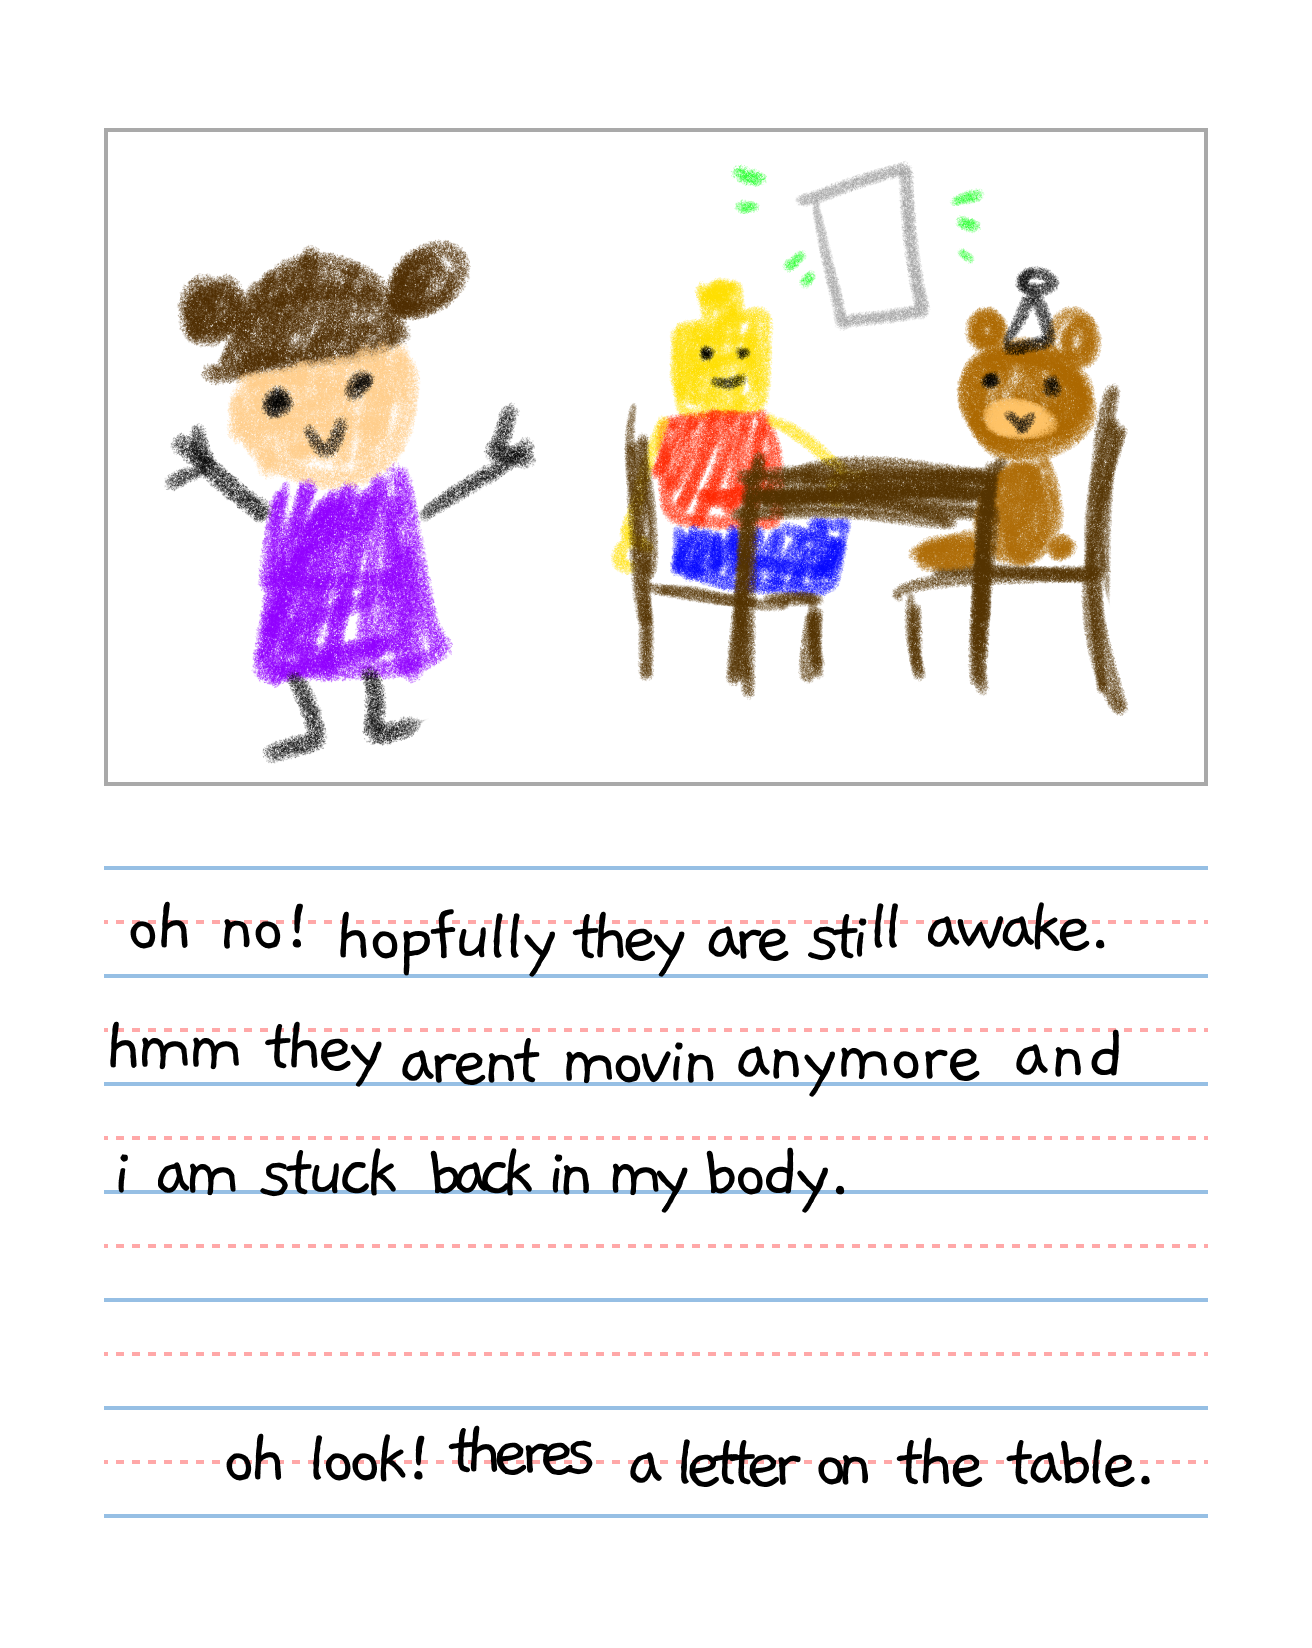 oh no! hopfully they are still awake.
hmm they arent movin anymore and
i am stuck back in my body.
oh look! theres a letter on the table.